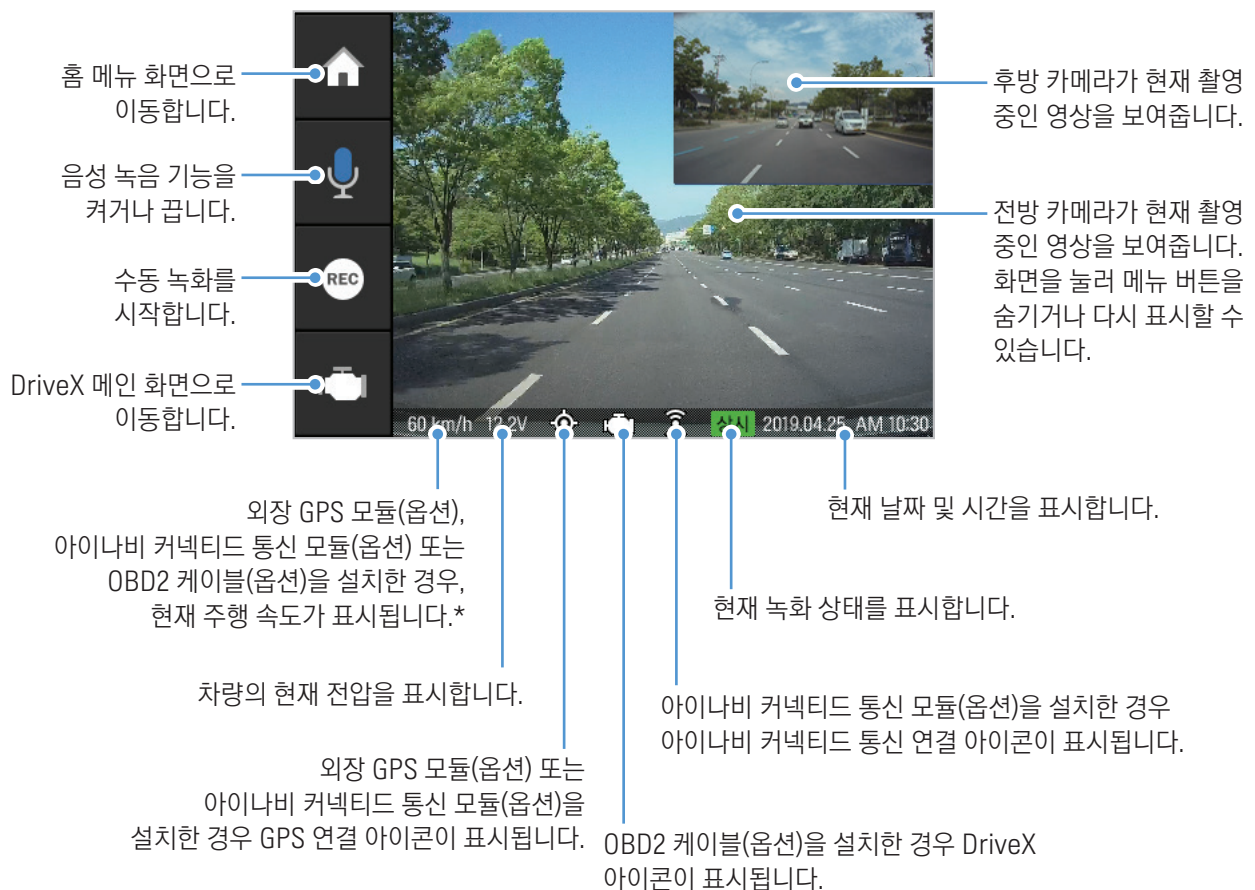 홈 메뉴 화면으로
이동합니다.
음성 녹음 기능을
켜거나 끕니다.
수동 녹화를
시작합니다.
DriveX 메인 화면으로
이동합니다.
REC
후방 카메라가 현재 촬영
중인 영상을 보여줍니다.
전방 카메라가 현재 촬영
중인 영상을 보여줍니다.
화면을 눌러 메뉴 버튼을
숨기거나 다시 표시할 수
있습니다.
60 km/h 12.2V 상시 2019.04.25 AM 10:30
외장 GPS 모듈(옵션),
아이나비 커넥티드 통신 모듈(옵션) 또는
OBD2 케이블(옵션)을 설치한 경우,
현재 주행 속도가 표시됩니다.*
현재 날짜 및 시간을 표시합니다.
현재 녹화 상태를 표시합니다.
차량의 현재 전압을 표시합니다.
아이나비 커넥티드 통신 모듈(옵션)을 설치한 경우
아이나비 커넥티드 통신 연결 아이콘이 표시됩니다.
외장 GPS 모듈(옵션) 또는
아이나비 커넥티드 통신 모듈(옵션)을
설치한 경우 GPS 연결 아이콘이 표시됩니다.
OBD2 케이블(옵션)을 설치한 경우 DriveX
아이콘이 표시됩니다.